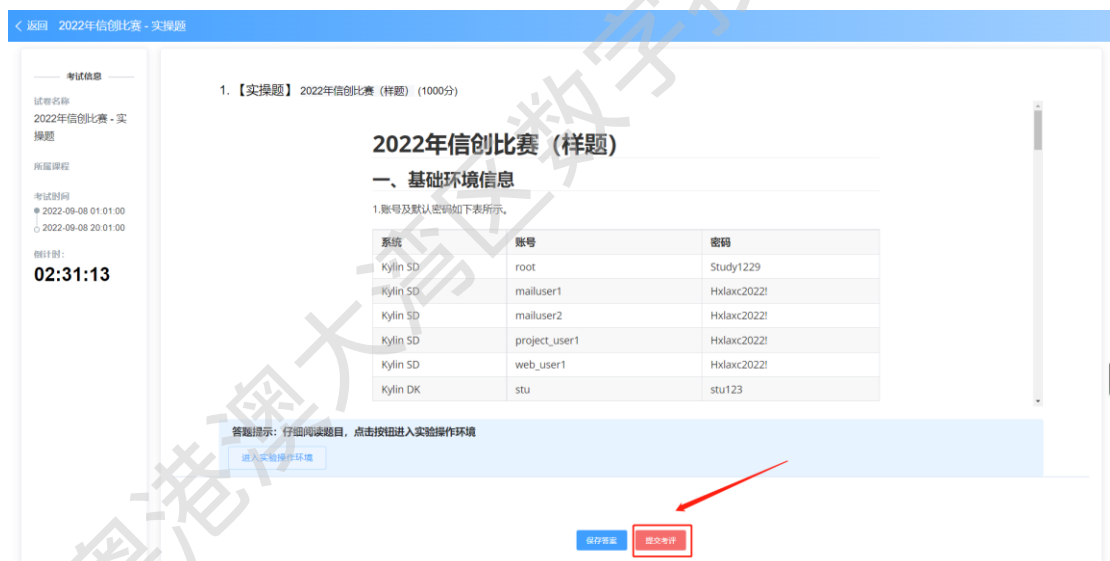 < 返回 2022年信创比赛 - 实操题
考试信息
试卷名称
2022年信创比赛 - 实
操题
所属课程
考试时间
2022-09-08 01:01:00
2022-09-08 20:01:00
倒计时:
02:31:13
1. 【实操题】 2022年信创比赛（样题）(1000分)
2022年信创比赛（样题）
一、基础环境信息
1.账号及默认密码如下表所示。
系统 账号 密码
Kylin SD root Study1229
Kylin SD mailuser1 Hxlaxc2022!
Kylin SD mailuser2 Hxlaxc2022!
Kylin SD project_user1 Hxlaxc2022!
Kylin SD web_user1 Hxlaxc2022!
Kylin DK stu stu123
答题提示：仔细阅读题目，点击按钮进入实验操作环境
进入实验操作环境
保存答案 提交考评
粤港澳大湾区数字